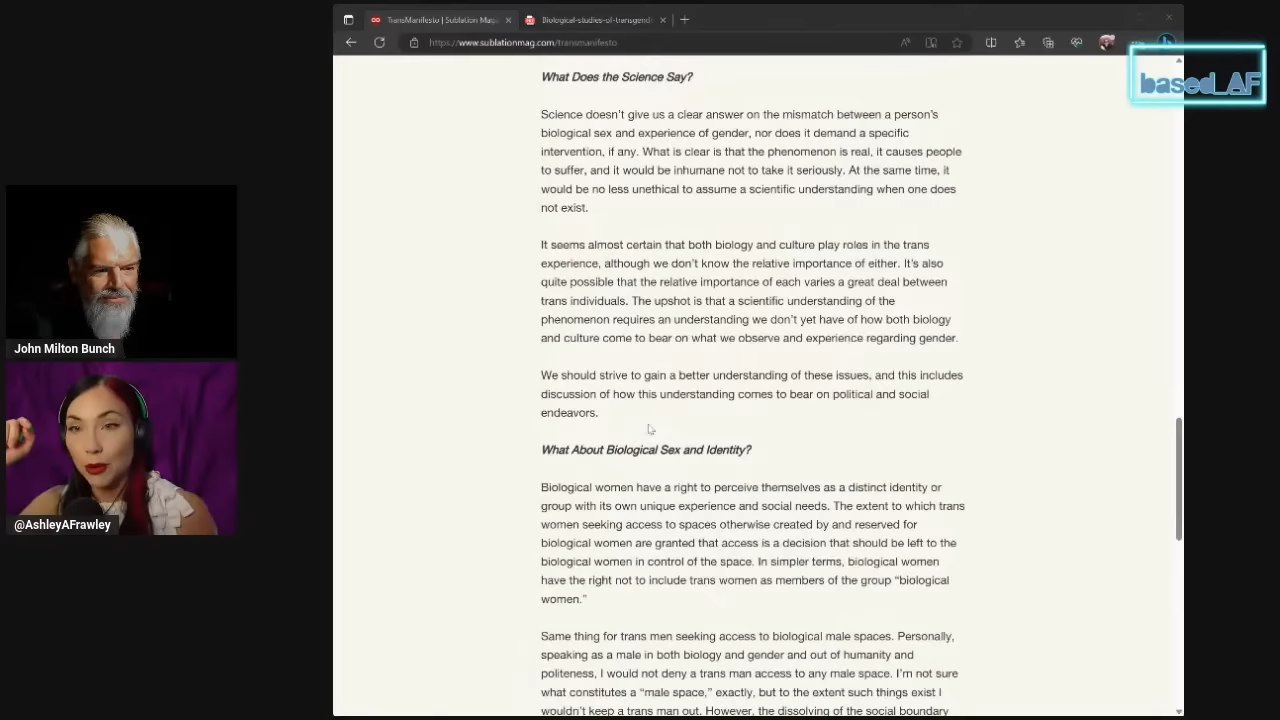 TransManifesto | Sublation Mag
Biological-studies-of-transgend
https://www.sublationmag.com/transmanifesto
based_AF
What Does the Science Say?
Science doesn't give us a clear answer on the mismatch between a person's
biological sex and experience of gender, nor does it demand a specific
intervention, if any. What is clear is that the phenomenon is real, it causes people
to suffer, and it would be inhumane not to take it seriously. At the same time, it
would be no less unethical to assume a scientific understanding when one does
not exist.
It seems almost certain that both biology and culture play roles in the trans
experience, although we don't know the relative importance of either. It's also
quite possible that the relative importance of each varies a great deal between
trans individuals. The upshot is that a scientific understanding of the
phenomenon requires an understanding we don't yet have of how both biology
and culture come to bear on what we observe and experience regarding gender.
We should strive to gain a better understanding of these issues, and this includes
discussion of how this understanding comes to bear on political and social
endeavors.
What About Biological Sex and Identity?
Biological women have a right to perceive themselves as a distinct identity or
group with its own unique experience and social needs. The extent to which trans
women seeking access to spaces otherwise created by and reserved for
biological women are granted that access is a decision that should be left to the
biological women in control of the space. In simpler terms, biological women
have the right not to include trans women as members of the group “biological
women.”
Same thing for trans men seeking access to biological male spaces. Personally,
speaking as a male in both biology and gender and out of humanity and
politeness, I would not deny a trans man access to any male space. I'm not sure
what constitutes a “male space,” exactly, but to the extent such things exist I
wouldn't keep a trans man out. However, the dissolving of the social boundary
John Milton Bunch
@AshleyAFrawley